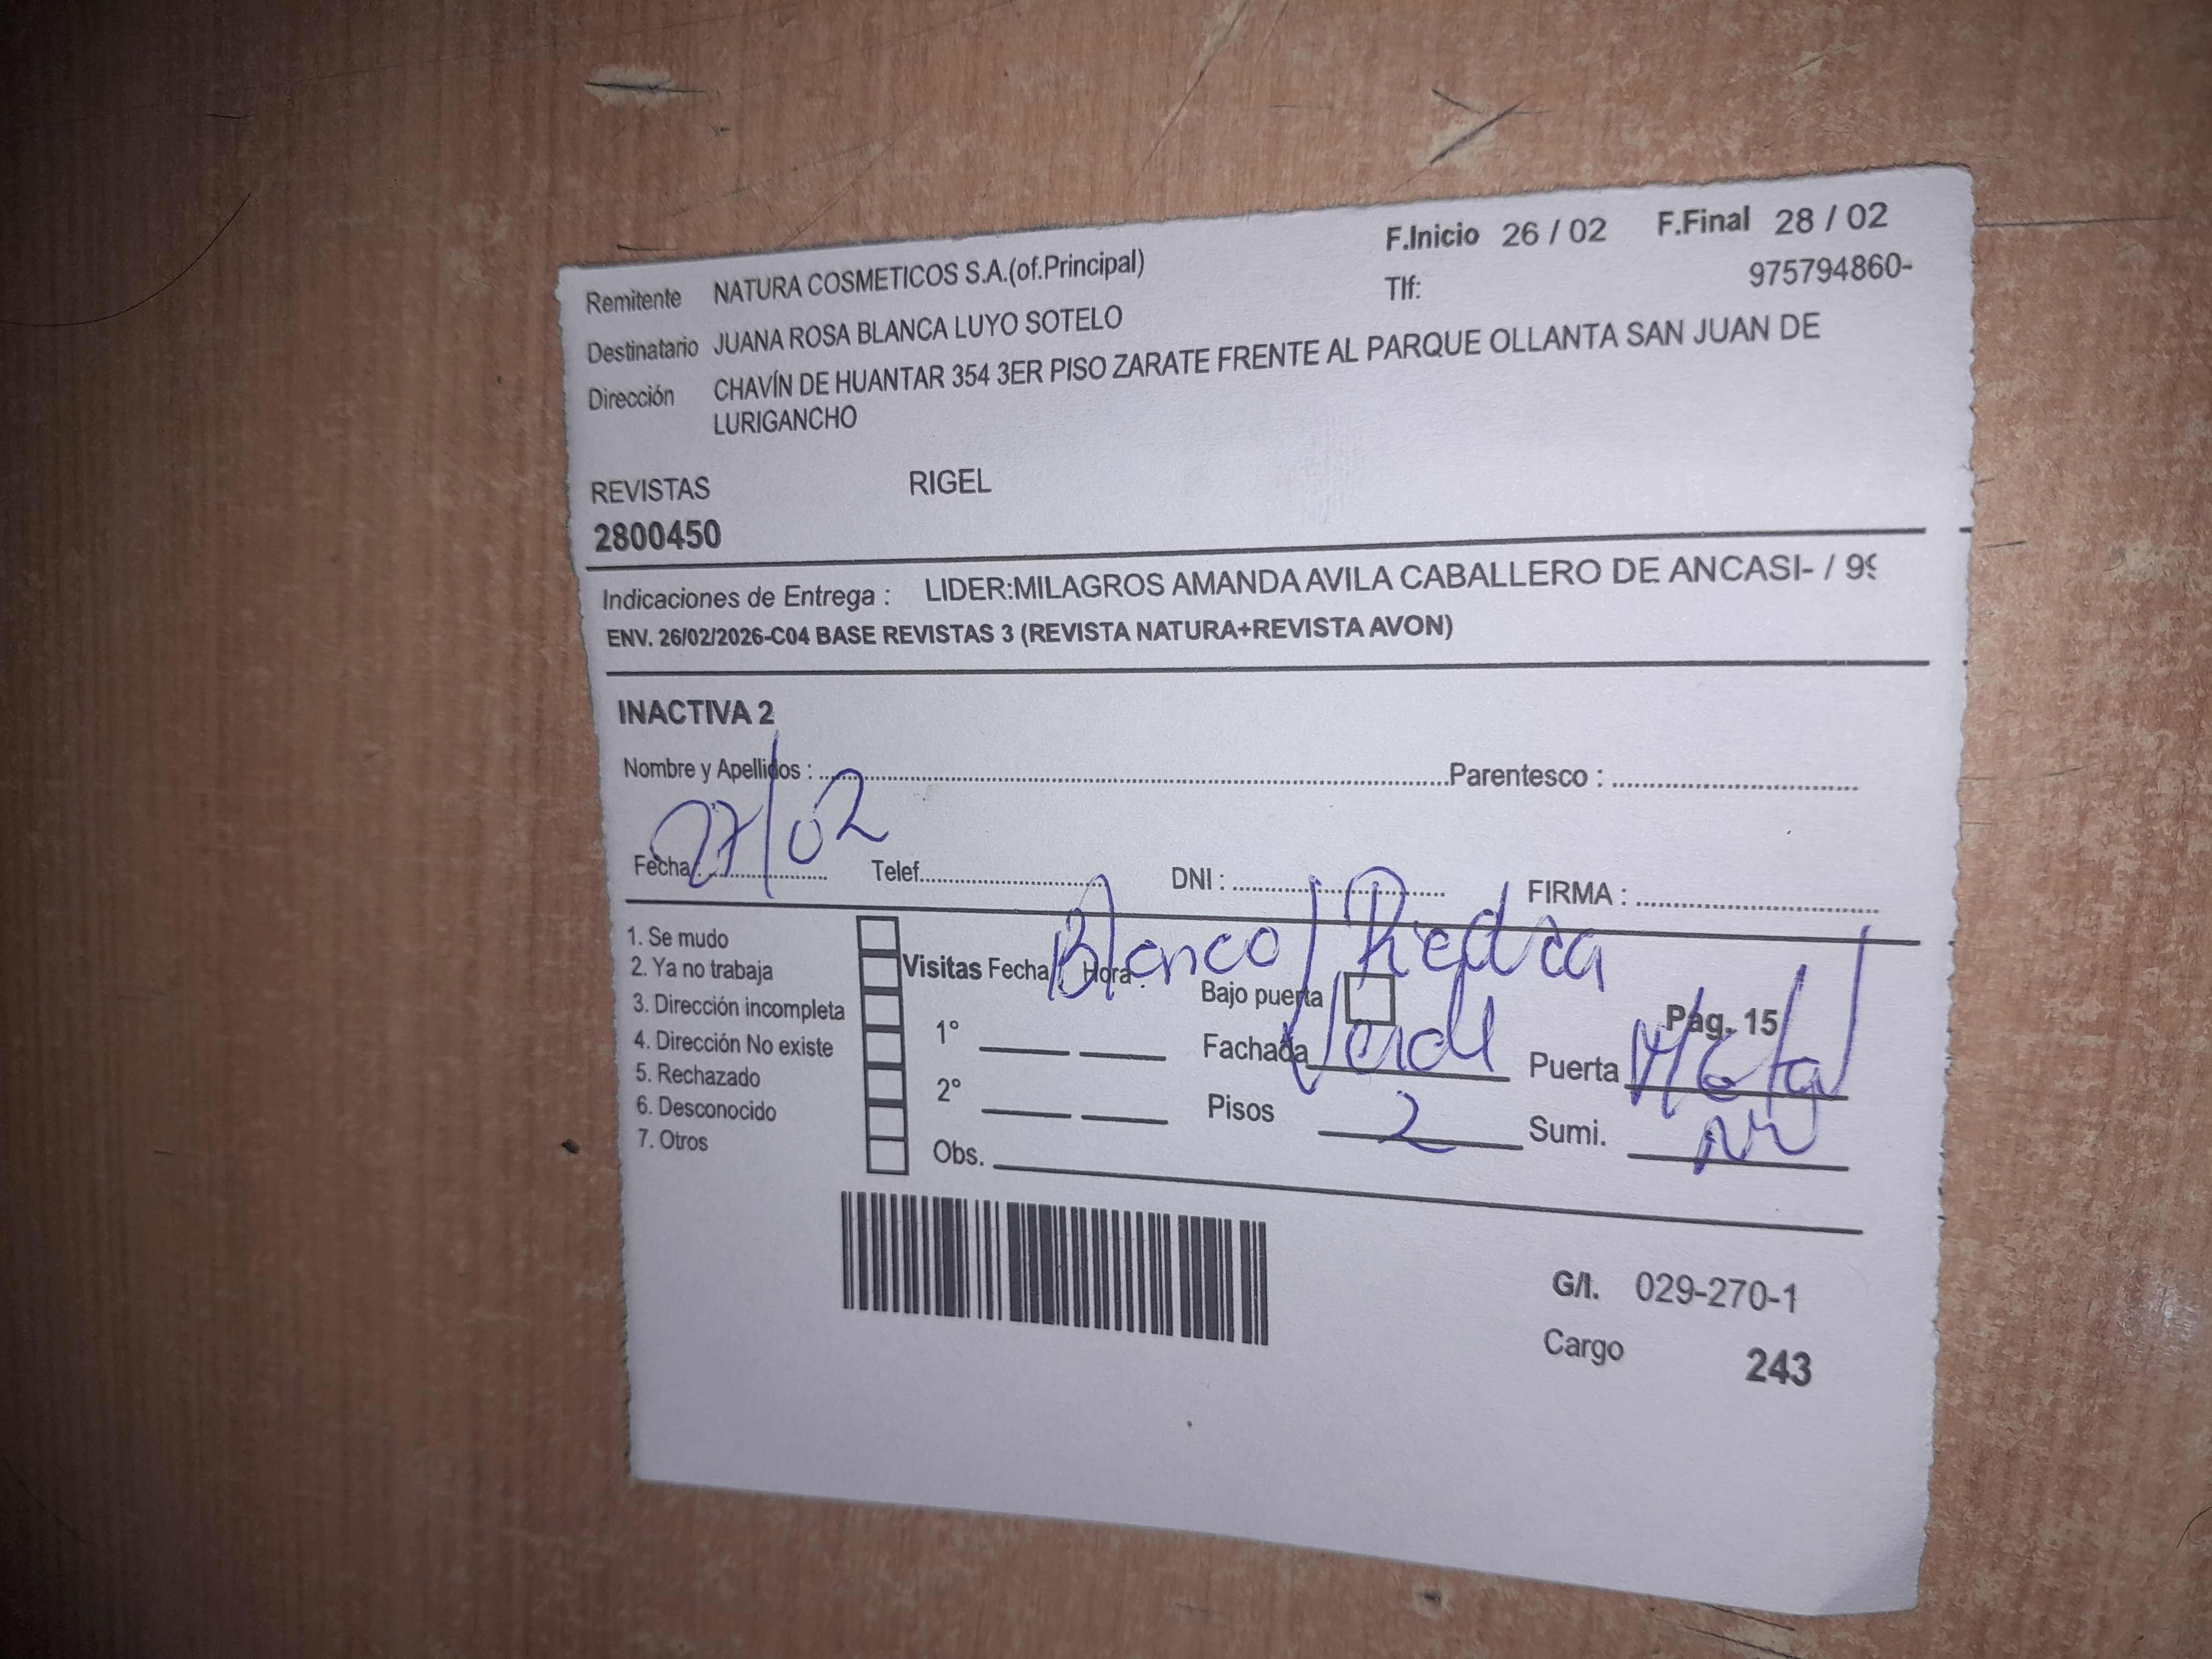 F.Inicio 26 / 02 F.Final 28 / 02
Remitente NATURA COSMETICOS S.A.(of.Principal) Tlf: 975794860-
Destinatario JUANA ROSA BLANCA LUYO SOTELO
Dirección CHAVÍN DE HUANTAR 354 3ER PISO ZARATE FRENTE AL PARQUE OLLANTA SAN JUAN DE
LURIGANCHO
REVISTAS RIGEL
2800450
Indicaciones de Entrega : LIDER:MILAGROS AMANDA AVILA CABALLERO DE ANCASI- / 99
ENV. 26/02/2026-C04 BASE REVISTAS 3 (REVISTA NATURA+REVISTA AVON)
INACTIVA 2
Nombre y Apellidos : Parentesco :
Fecha : 27/02 Telef. DNI : FIRMA :
Blanco / Piedra
1. Se mudo
2. Ya no trabaja
3. Dirección incompleta
4. Dirección No existe
5. Rechazado
6. Desconocido
7. Otros
Visitas Fecha Hora
1°
2°
Obs.
Bajo puerta Pag. 15
Fachada Verde Puerta Metal
Pisos 2 Sumi.
G/I. 029-270-1
Cargo 243